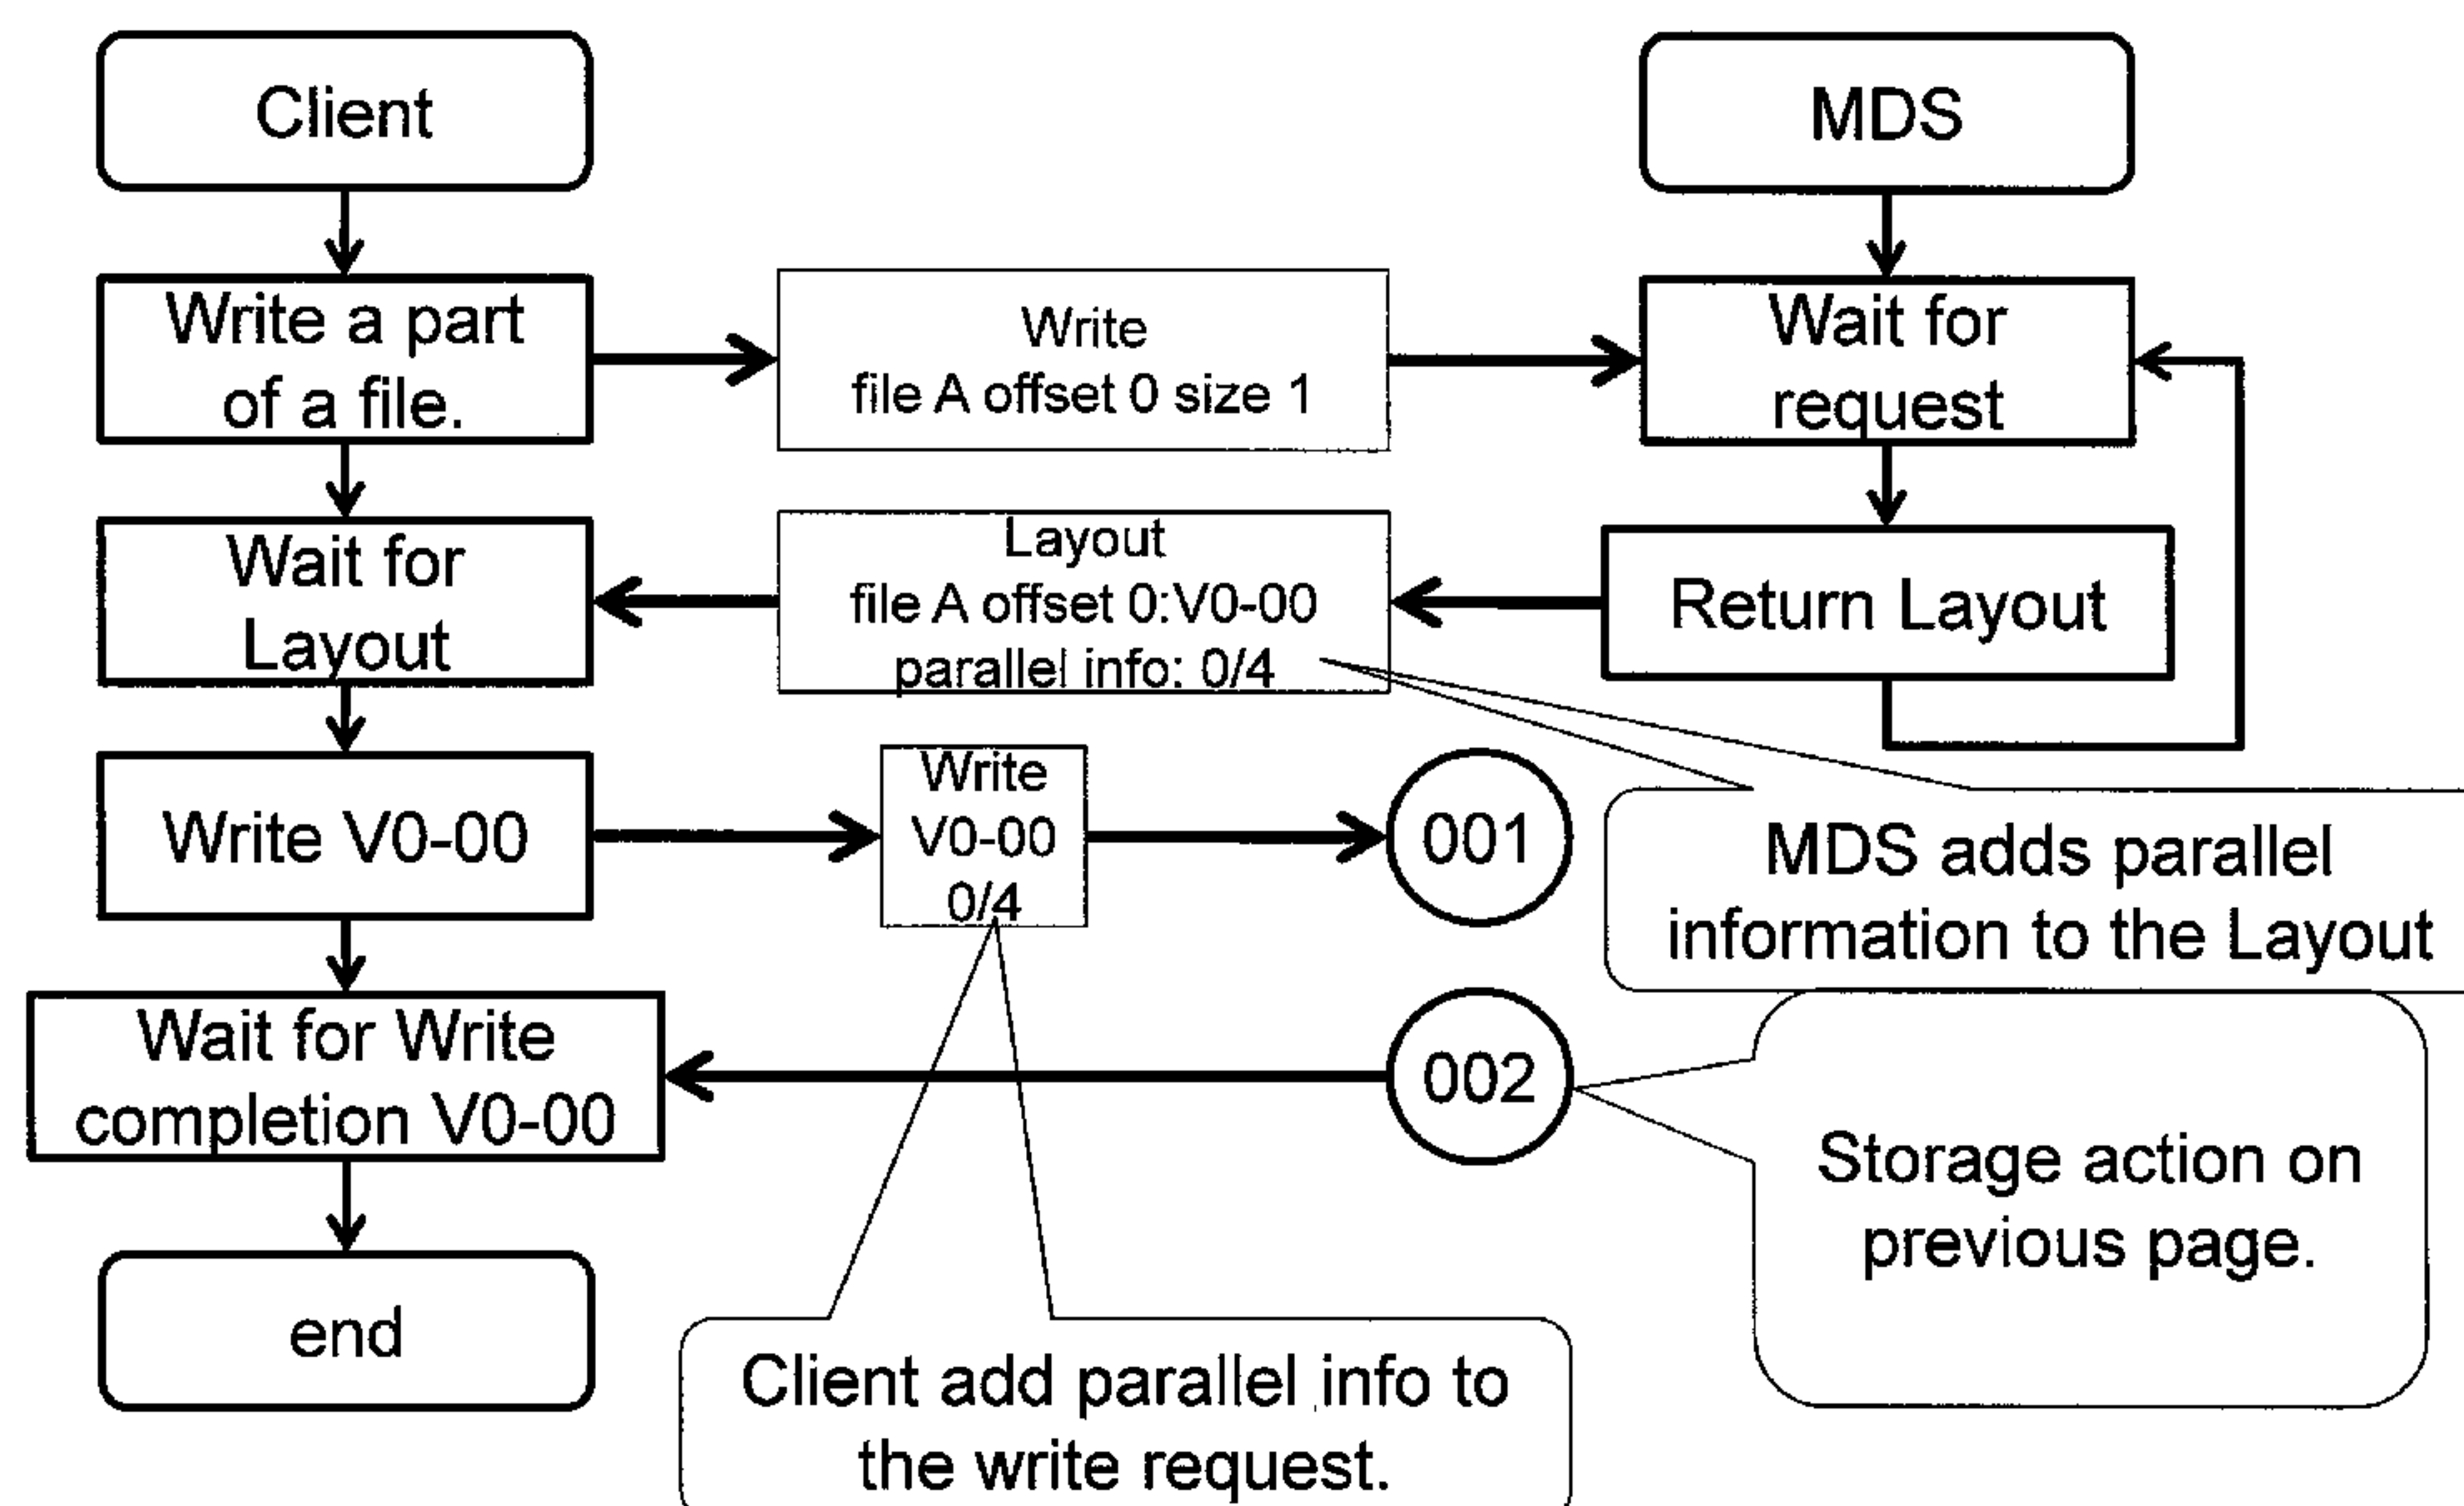 Client
MDS
Write a part
of a file.
Write
file A offset 0 size 1
Wait for
request
Wait for
Layout
Layout
file A offset 0:V0-00
parallel info: 0/4
Return Layout
Write V0-00
Write
V0-00
0/4
001
MDS adds parallel
information to the Layout
Wait for Write
completion V0-00
002
Storage action on
previous page.
end
Client add parallel info to
the write request.